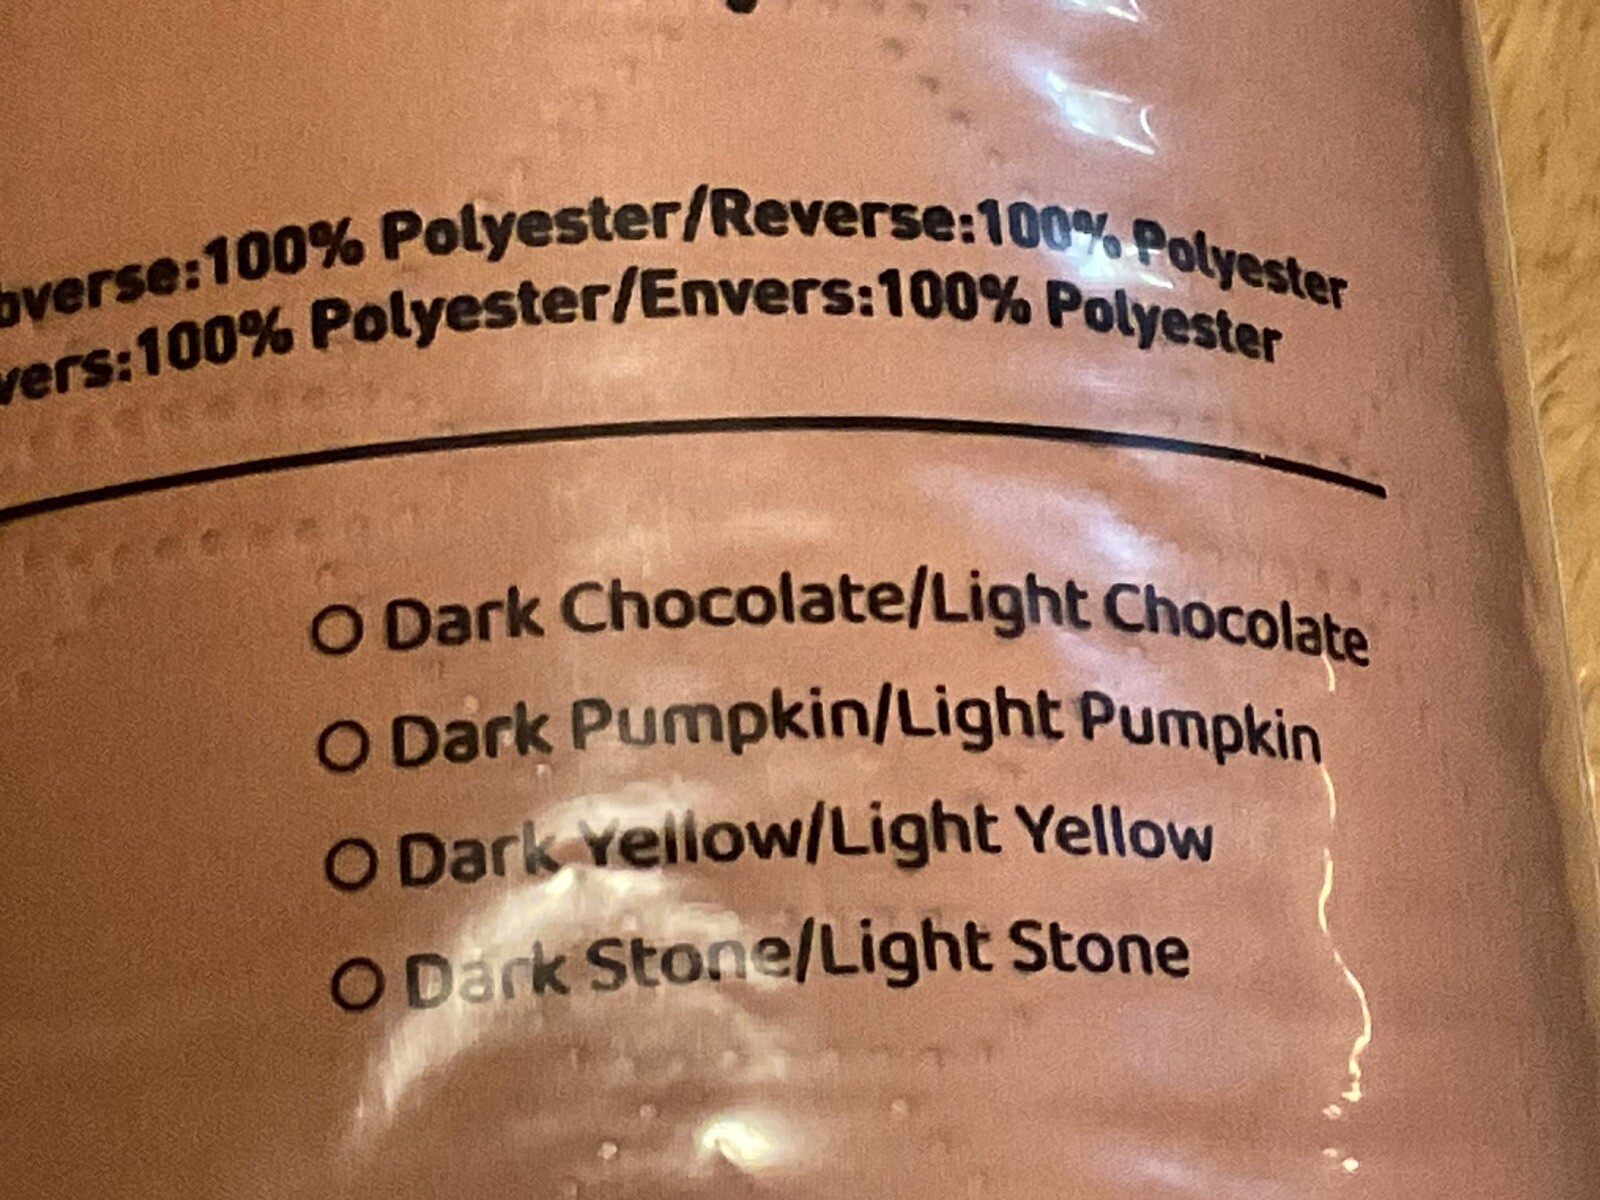 overse:100% Polyester/Reverse:100% Polyester
vers:100% Polyester/Envers:100% Polyester
Dark Chocolate/Light Chocolate
Dark Pumpkin/Light Pumpkin
Dark Yellow/Light Yellow
Dark Stone/Light Stone